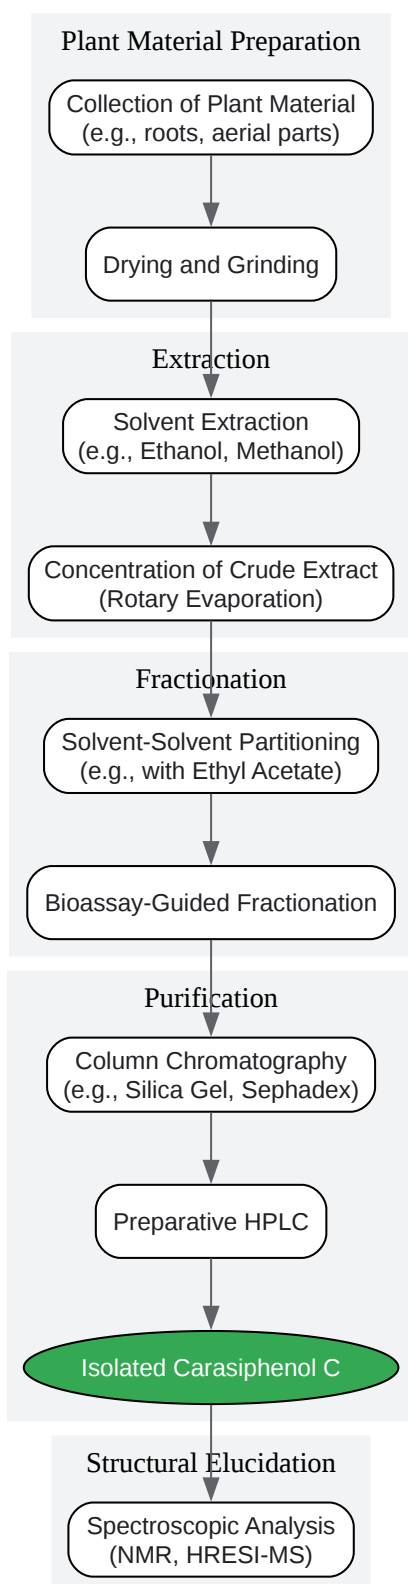 Plant Material Preparation
Collection of Plant Material
(e.g., roots, aerial parts)
Drying and Grinding
Extraction
Solvent Extraction
(e.g., Ethanol, Methanol)
Concentration of Crude Extract
(Rotary Evaporation)
Fractionation
Solvent-Solvent Partitioning
(e.g., with Ethyl Acetate)
Bioassay-Guided Fractionation
Purification
Column Chromatography
(e.g., Silica Gel, Sephadex)
Preparative HPLC
Isolated Carasiphenol C
Structural Elucidation
Spectroscopic Analysis
(NMR, HRESI-MS)